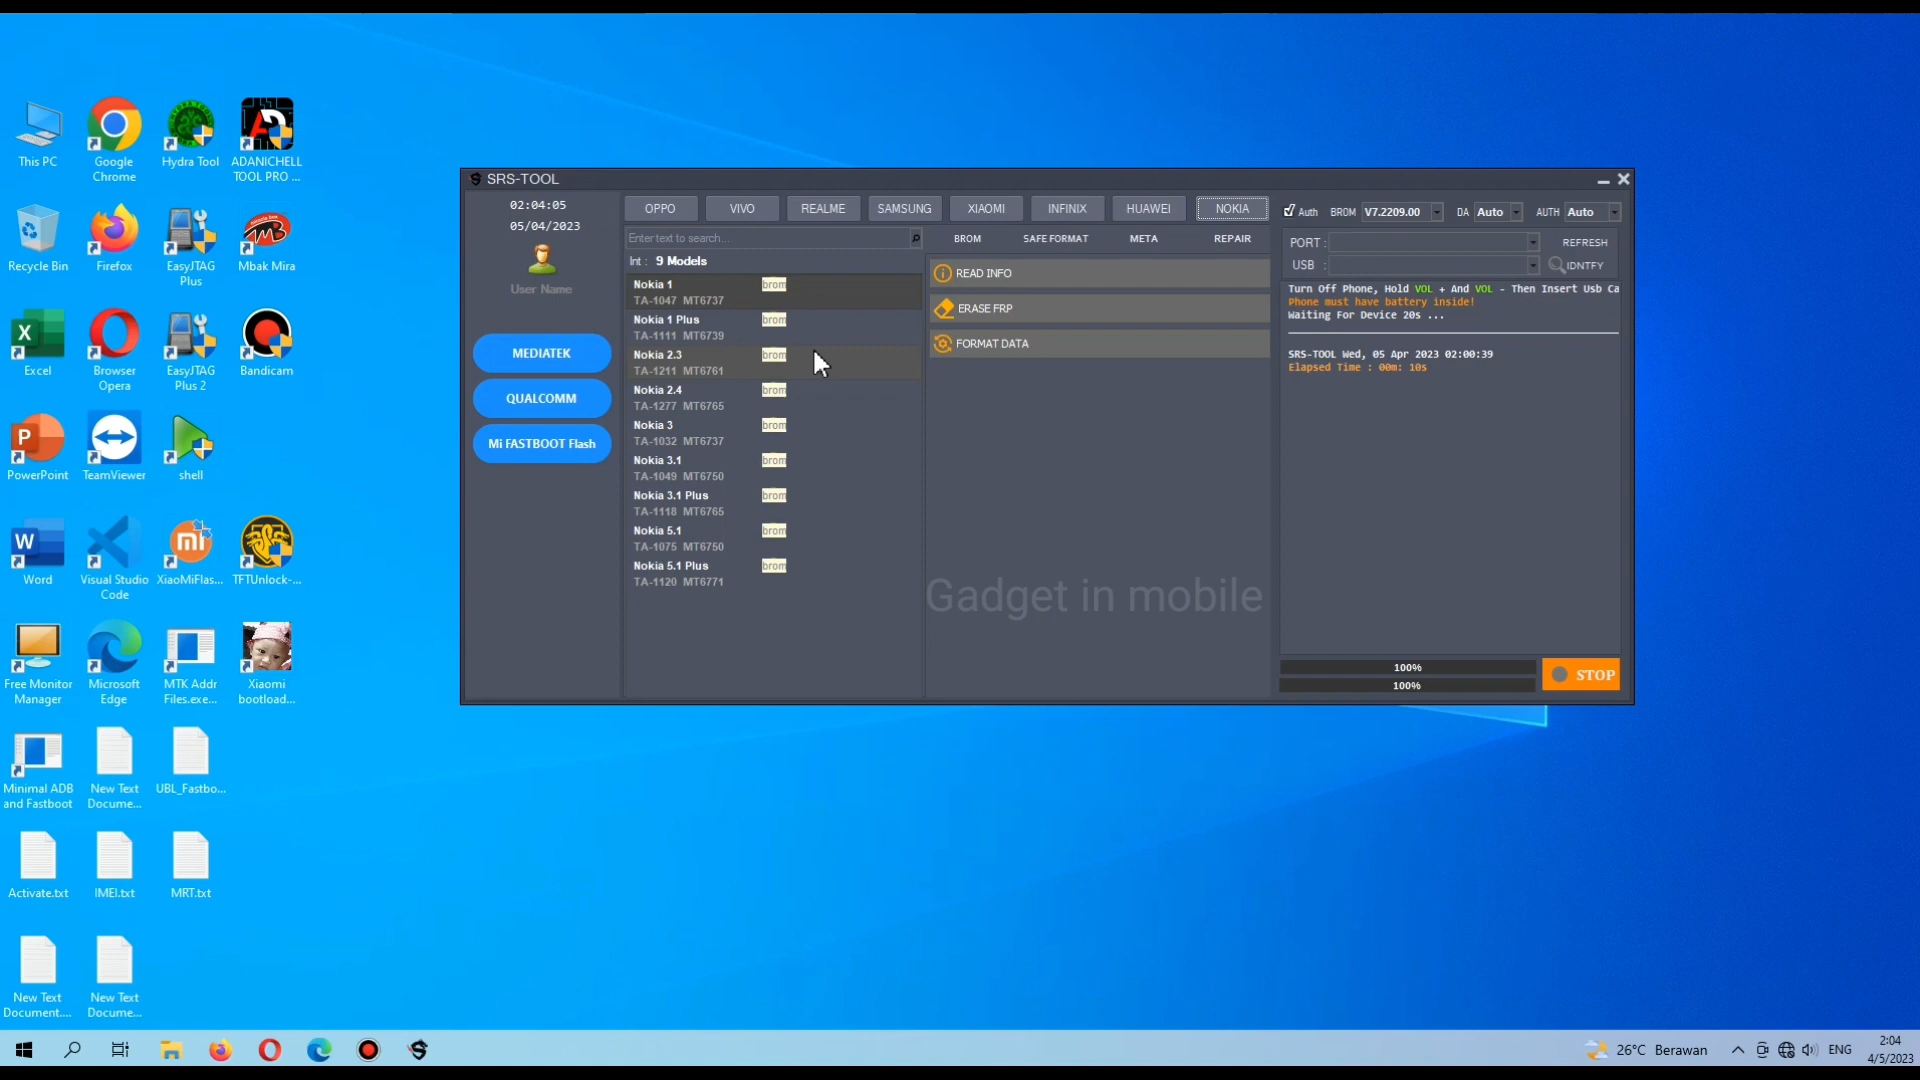 This PC
Google
Chrome
Hydra Tool
ADANICHELL
TOOL PRO ...
Recycle Bin
Firefox
EasyJTAG
Plus
Mbak Mira
Excel
Browser
Opera
EasyJTAG
Plus 2
Bandicam
PowerPoint
TeamViewer
shell
Word
Visual Studio
Code
XiaoMiFlas...
TFTUnlock-...
Free Monitor
Manager
Microsoft
Edge
MTK Addr
Files.exe...
Xiaomi
bootload...
Minimal ADB
and Fastboot
New Text
Docume...
UBL_Fastbo...
Activate.txt
IMEI.txt
MRT.txt
New Text
Document....
New Text
Docume...
SRS-TOOL
02:04:05
05/04/2023
User Name
MEDIATEK
QUALCOMM
Mi FASTBOOT Flash
OPPO VIVO REALME SAMSUNG XIAOMI INFINIX HUAWEI NOKIA
Enter text to search...
Int : 9 Models
Nokia 1 brom
TA-1047 MT6737
Nokia 1 Plus brom
TA-1111 MT6739
Nokia 2.3 brom
TA-1211 MT6761
Nokia 2.4 brom
TA-1277 MT6765
Nokia 3 brom
TA-1032 MT6737
Nokia 3.1 brom
TA-1049 MT6750
Nokia 3.1 Plus brom
TA-1118 MT6765
Nokia 5.1 brom
TA-1075 MT6750
Nokia 5.1 Plus brom
TA-1120 MT6771
BROM SAFE FORMAT META REPAIR
READ INFO
ERASE FRP
FORMAT DATA
Gadget in mobile
Auth BROM V7.2209.00 DA Auto AUTH Auto
PORT : REFRESH
USB : IDNTFY
Turn Off Phone, Hold VOL + And VOL - Then Insert Usb Ca
Phone must have battery inside!
Waiting For Device 20s ...
SRS-TOOL Wed, 05 Apr 2023 02:00:39
Elapsed Time : 00m: 10s
100%
100%
STOP
26°C Berawan
ENG
2:04
4/5/2023